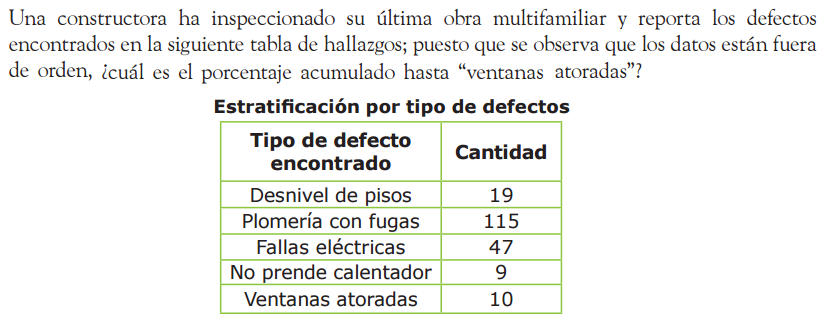 Una constructora ha inspeccionado su última obra multifamiliar y reporta los defectos
encontrados en la siguiente tabla de hallazgos; puesto que se observa que los datos están fuera
de orden, ¿cuál es el porcentaje acumulado hasta “ventanas atoradas”?
Estratificación por tipo de defectos
Tipo de defecto
encontrado
Cantidad
Desnivel de pisos 19
Plomería con fugas 115
Fallas eléctricas 47
No prende calentador 9
Ventanas atoradas 10